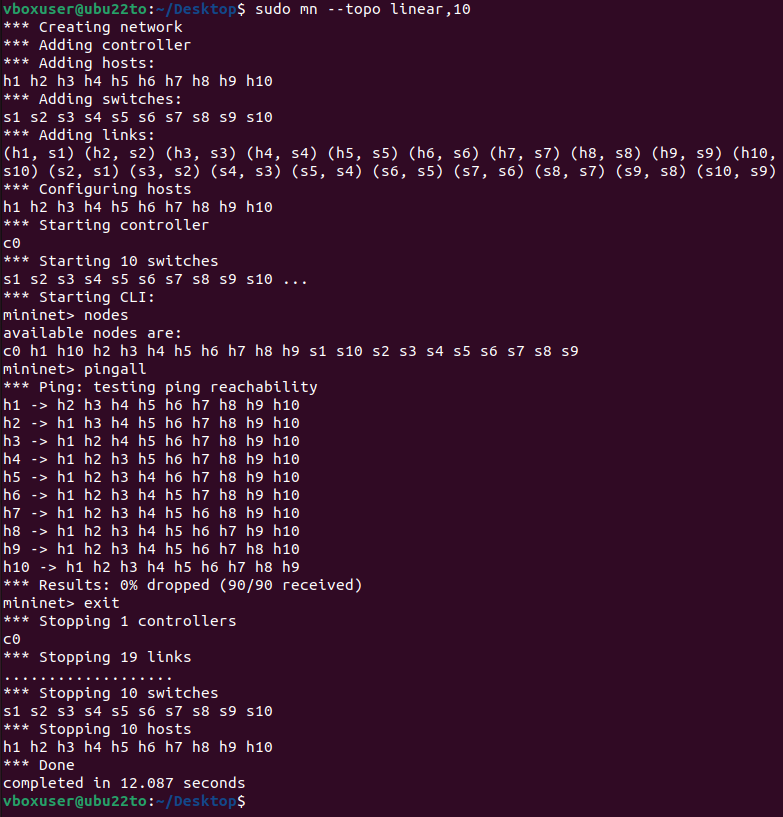 vboxuser@ubu22to:~/Desktop$ sudo mn --topo linear,10
*** Creating network
*** Adding controller
*** Adding hosts:
h1 h2 h3 h4 h5 h6 h7 h8 h9 h10
*** Adding switches:
s1 s2 s3 s4 s5 s6 s7 s8 s9 s10
*** Adding links:
(h1, s1) (h2, s2) (h3, s3) (h4, s4) (h5, s5) (h6, s6) (h7, s7) (h8, s8) (h9, s9) (h10,
s10) (s2, s1) (s3, s2) (s4, s3) (s5, s4) (s6, s5) (s7, s6) (s8, s7) (s9, s8) (s10, s9)
*** Configuring hosts
h1 h2 h3 h4 h5 h6 h7 h8 h9 h10
*** Starting controller
c0
*** Starting 10 switches
s1 s2 s3 s4 s5 s6 s7 s8 s9 s10 ...
*** Starting CLI:
mininet> nodes
available nodes are:
c0 h1 h10 h2 h3 h4 h5 h6 h7 h8 h9 s1 s10 s2 s3 s4 s5 s6 s7 s8 s9
mininet> pingall
*** Ping: testing ping reachability
h1 -> h2 h3 h4 h5 h6 h7 h8 h9 h10
h2 -> h1 h3 h4 h5 h6 h7 h8 h9 h10
h3 -> h1 h2 h4 h5 h6 h7 h8 h9 h10
h4 -> h1 h2 h3 h5 h6 h7 h8 h9 h10
h5 -> h1 h2 h3 h4 h6 h7 h8 h9 h10
h6 -> h1 h2 h3 h4 h5 h7 h8 h9 h10
h7 -> h1 h2 h3 h4 h5 h6 h8 h9 h10
h8 -> h1 h2 h3 h4 h5 h6 h7 h9 h10
h9 -> h1 h2 h3 h4 h5 h6 h7 h8 h10
h10 -> h1 h2 h3 h4 h5 h6 h7 h8 h9
*** Results: 0% dropped (90/90 received)
mininet> exit
*** Stopping 1 controllers
c0
*** Stopping 19 links
...................
*** Stopping 10 switches
s1 s2 s3 s4 s5 s6 s7 s8 s9 s10
*** Stopping 10 hosts
h1 h2 h3 h4 h5 h6 h7 h8 h9 h10
*** Done
completed in 12.087 seconds
vboxuser@ubu22to:~/Desktop$